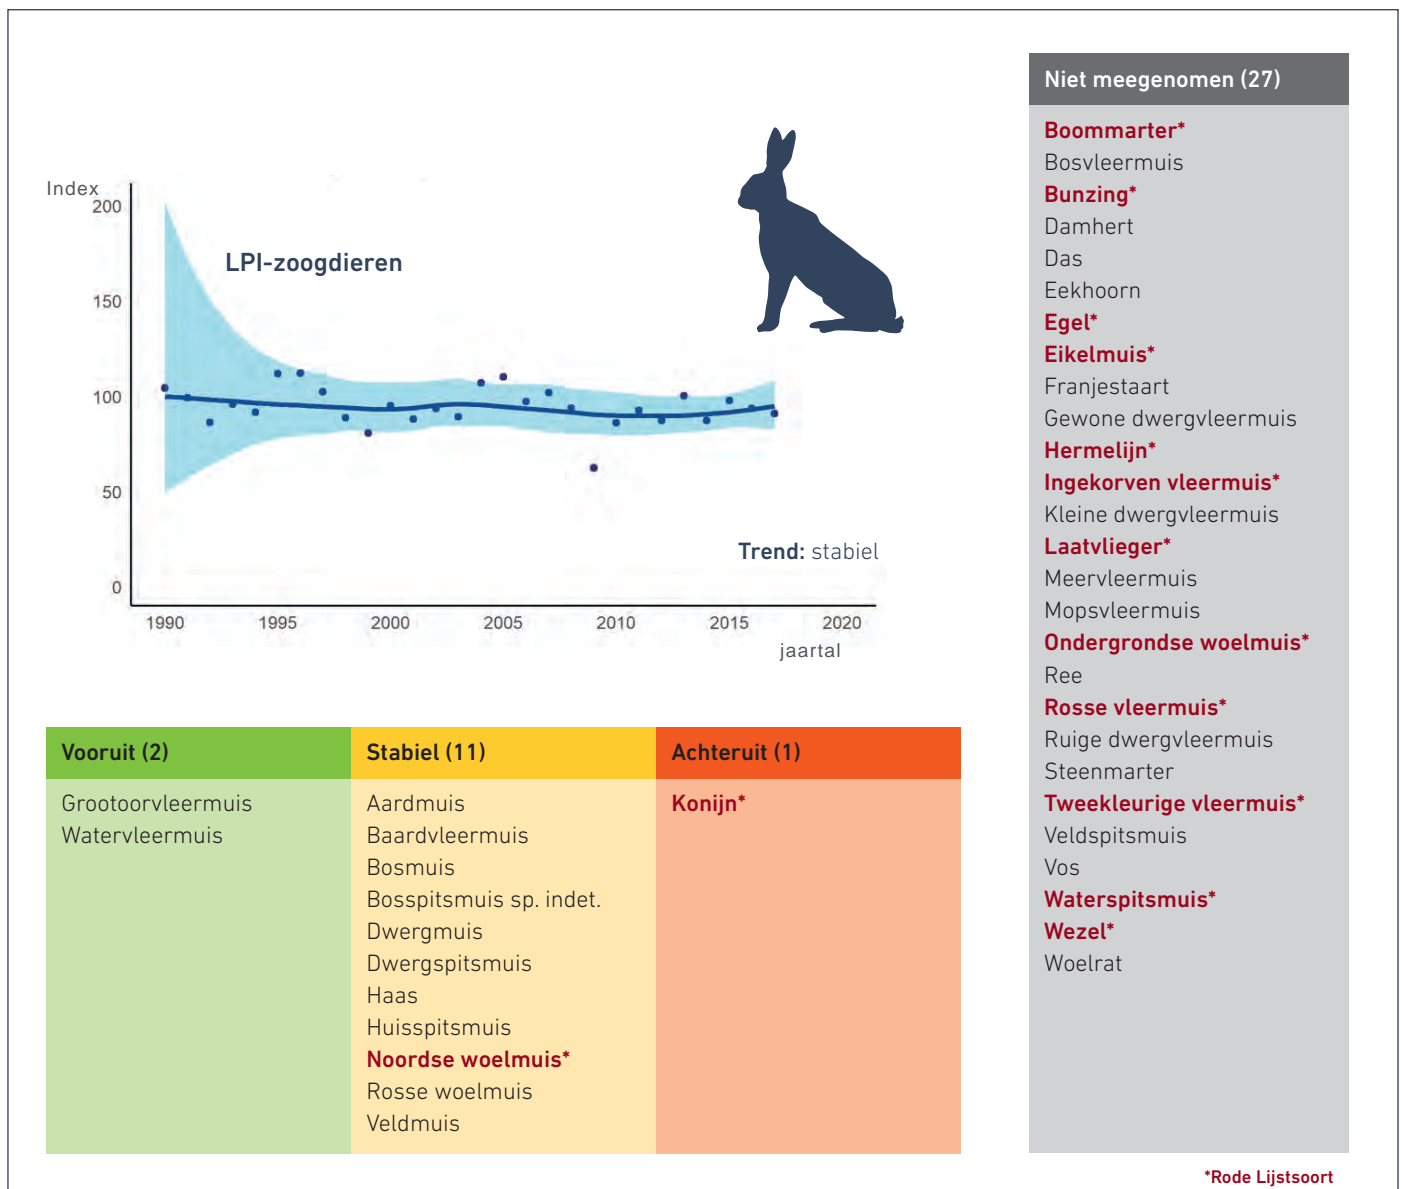 Index
200
150
100
50
0
LPI-zoogdieren
Trend: stabiel
1990 1995 2000 2005 2010 2015 2020
jaartal
Vooruit (2)
Grootoorvleermuis
Watervleermuis
Stabiel (11)
Aardmuis
Baardvleermuis
Bosmuis
Bosspitsmuis sp. indet.
Dwergmuis
Dwergspitsmuis
Haas
Huisspitsmuis
Noordse woelmuis*
Rosse woelmuis
Veldmuis
Achteruit (1)
Konijn*
Niet meegenomen (27)
Boommarter*
Bosvleermuis
Bunzing*
Damhert
Das
Eekhoorn
Egel*
Eikelmuis*
Franjestaart
Gewone dwergvleermuis
Hermelijn*
Ingekorven vleermuis*
Kleine dwergvleermuis
Laatvlieger*
Meervleermuis
Mopsvleermuis
Ondergrondse woelmuis*
Ree
Rosse vleermuis*
Ruige dwergvleermuis
Steenmarter
Tweekleurige vleermuis*
Veldspitsmuis
Vos
Waterspitsmuis*
Wezel*
Woelrat
*Rode Lijstsoort